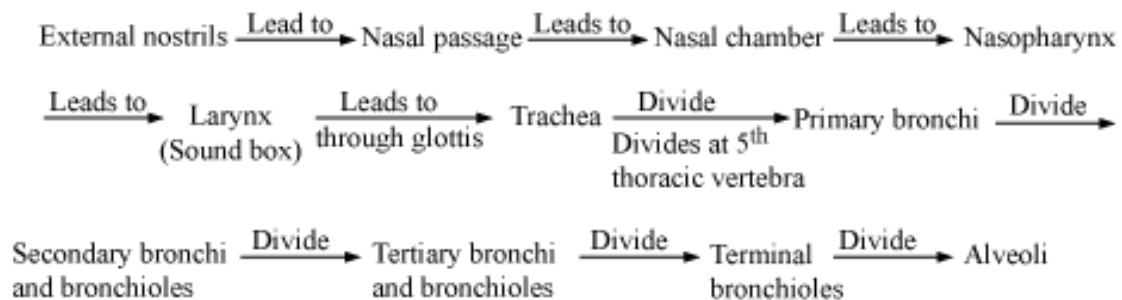 External nostrils Lead to Nasal passage Leads to Nasal chamber Leads to Nasopharynx
Leads to Larynx (Sound box) Leads to through glottis Trachea Divide Divides at 5th thoracic vertebra Primary bronchi Divide
Secondary bronchi and bronchioles Divide Tertiary bronchi and bronchioles Divide Terminal bronchioles Divide Alveoli